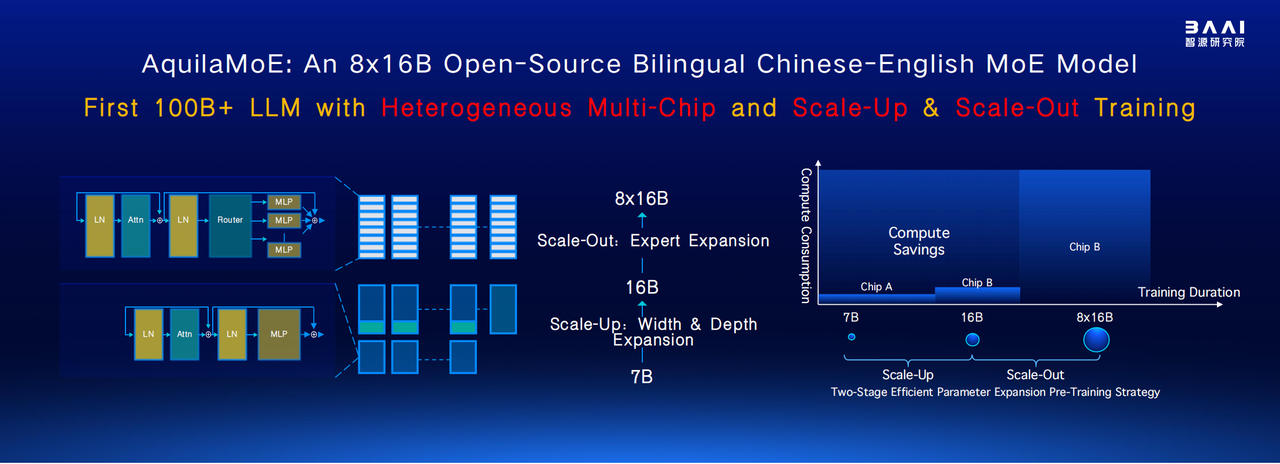 BAAI
智源研究院
AquilaMoE: An 8x16B Open-Source Bilingual Chinese-English MoE Model
First 100B+ LLM with Heterogeneous Multi-Chip and Scale-Up & Scale-Out Training
LN
Attn
LN
Router
MLP
MLP
MLP
LN
Attn
LN
MLP
8x16B
Scale-Out: Expert Expansion
16B
Scale-Up: Width & Depth
Expansion
7B
Compute Consumption
Compute
Savings
Chip A
Chip B
Chip B
Training Duration
7B
16B
8x16B
Scale-Up
Scale-Out
Two-Stage Efficient Parameter Expansion Pre-Training Strategy